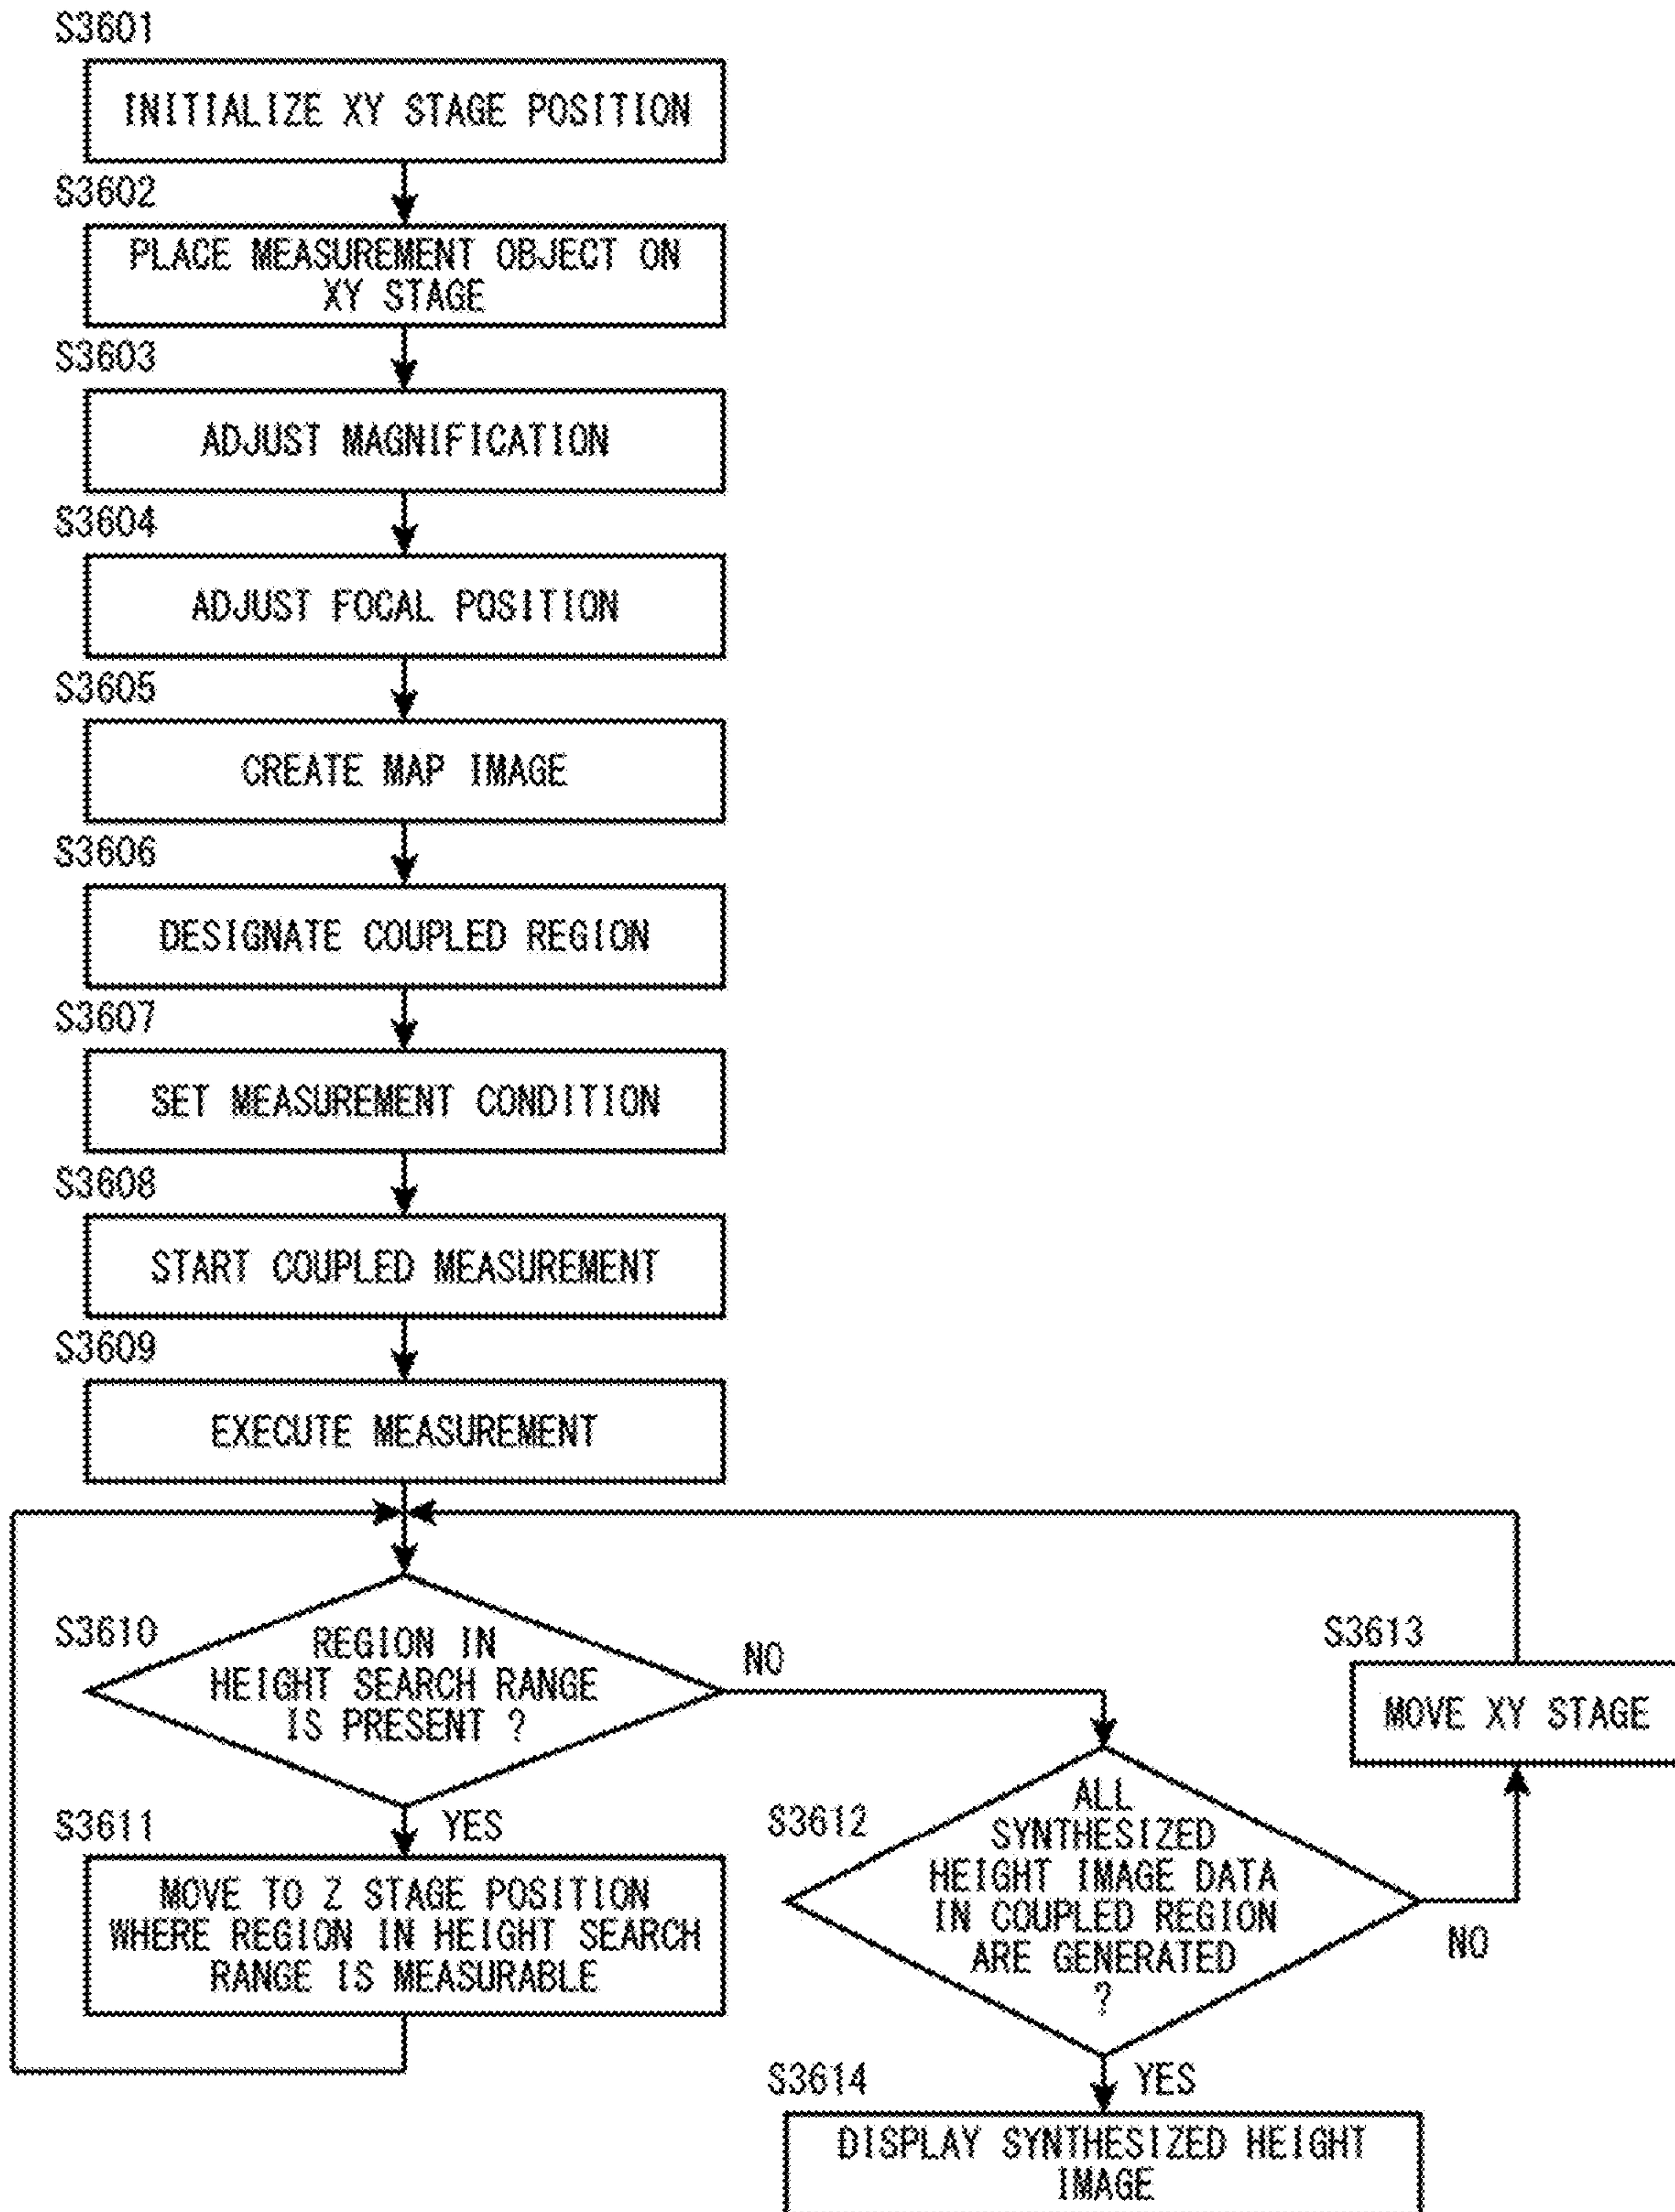 S3601
INITIALIZE XY STAGE POSITION
S3602
PLACE MEASUREMENT OBJECT ON
XY STAGE
S3603
ADJUST MAGNIFICATION
S3604
ADJUST FOCAL POSITION
S3605
CREATE MAP IMAGE
S3606
DESIGNATE COUPLED REGION
S3607
SET MEASUREMENT CONDITION
S3608
START COUPLED MEASUREMENT
S3609
EXECUTE MEASUREMENT
S3610
REGION IN
HEIGHT SEARCH RANGE
IS PRESENT ?
NO
YES
S3611
MOVE TO Z STAGE POSITION
WHERE REGION IN HEIGHT SEARCH
RANGE IS MEASURABLE
S3612
ALL
SYNTHESIZED
HEIGHT IMAGE DATA
IN COUPLED REGION
ARE GENERATED
?
NO
S3613
MOVE XY STAGE
YES
S3614
DISPLAY SYNTHESIZED HEIGHT
IMAGE